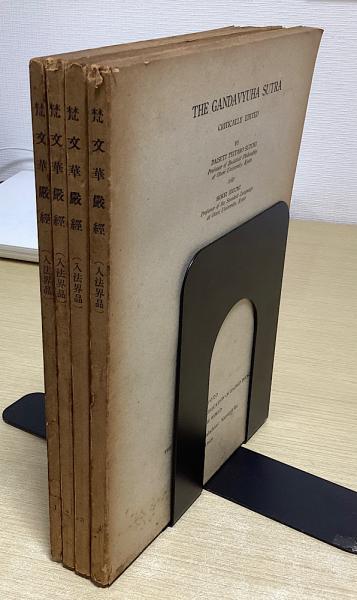 梵文華嚴經(入法界品)
梵文華嚴經(入法界品)
梵文華嚴經(入法界品)
梵文華嚴經(入法界品)
THE GANDAVYUHA SUTRA
CRITICALLY EDITED
BY
DAISETZ TEITARO SUZUKI
Professor of Buddhist Philosophy
at Otani University, Kyoto
AND
HOKEI IDZUMI
Professor of the Sanskrit Language
at Otani University, Kyoto